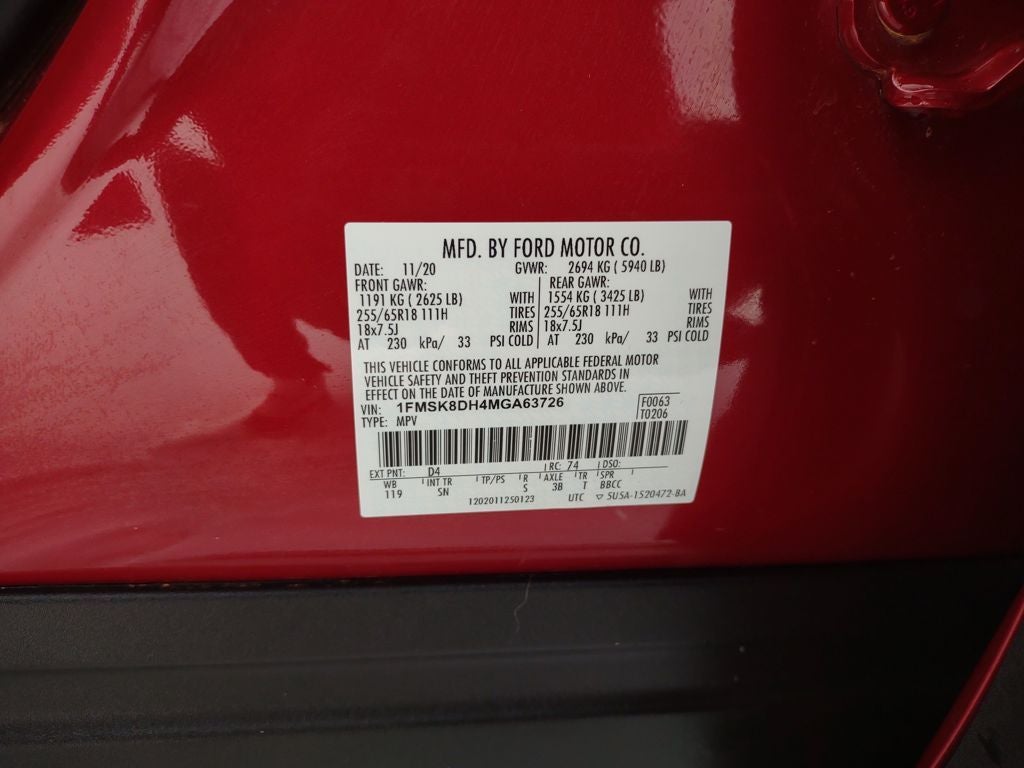 MFD. BY FORD MOTOR CO.
DATE: 11/20 GVWR: 2694 KG ( 5940 LB)
FRONT GAWR: REAR GAWR:
1191 KG ( 2625 LB) WITH 1554 KG ( 3425 LB) WITH
255/65R18 111H TIRES 255/65R18 111H TIRES
18x7.5J RIMS 18x7.5J RIMS
AT 230 kPa/ 33 PSI COLD AT 230 kPa/ 33 PSI COLD
THIS VEHICLE CONFORMS TO ALL APPLICABLE FEDERAL MOTOR
VEHICLE SAFETY AND THEFT PREVENTION STANDARDS IN
EFFECT ON THE DATE OF MANUFACTURE SHOWN ABOVE.
VIN: 1FMSK8DH4MGA63726 F0063
TYPE: MPV T0206
EXT PNT: D4 RC: 74 DSO:
WB INT TR TP/PS R AXLE TR SPR
119 SN S 3B T BBCC
1202011250123 UTC ▽ 5U5A-1520472-BA